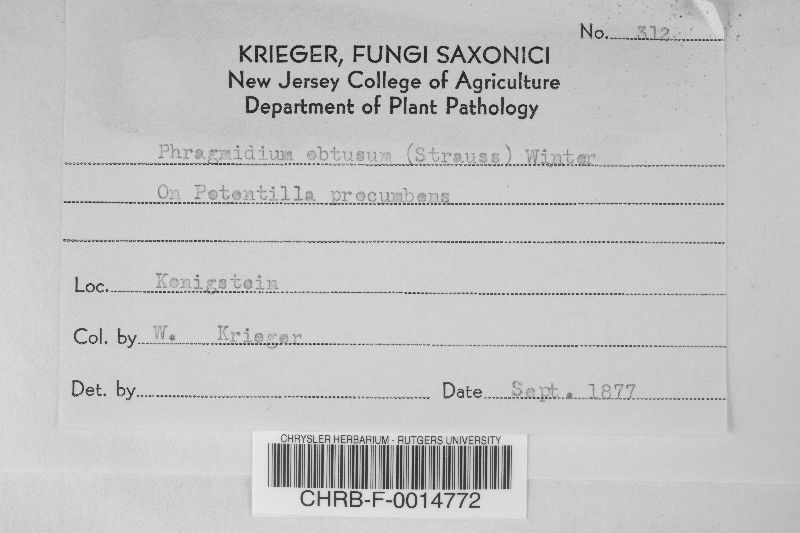 No. 312
KRIEGER, FUNGI SAXONICI
New Jersey College of Agriculture
Department of Plant Pathology
Phragmidium obtusum (Strauss) Winter
On Potentilla procumbens
Loc. Konigstein
Col. by W. Krieger
Det. by
Date Sept. 1877
CHRYSLER HERBARIUM - RUTGERS UNIVERSITY
CHRB-F-0014772